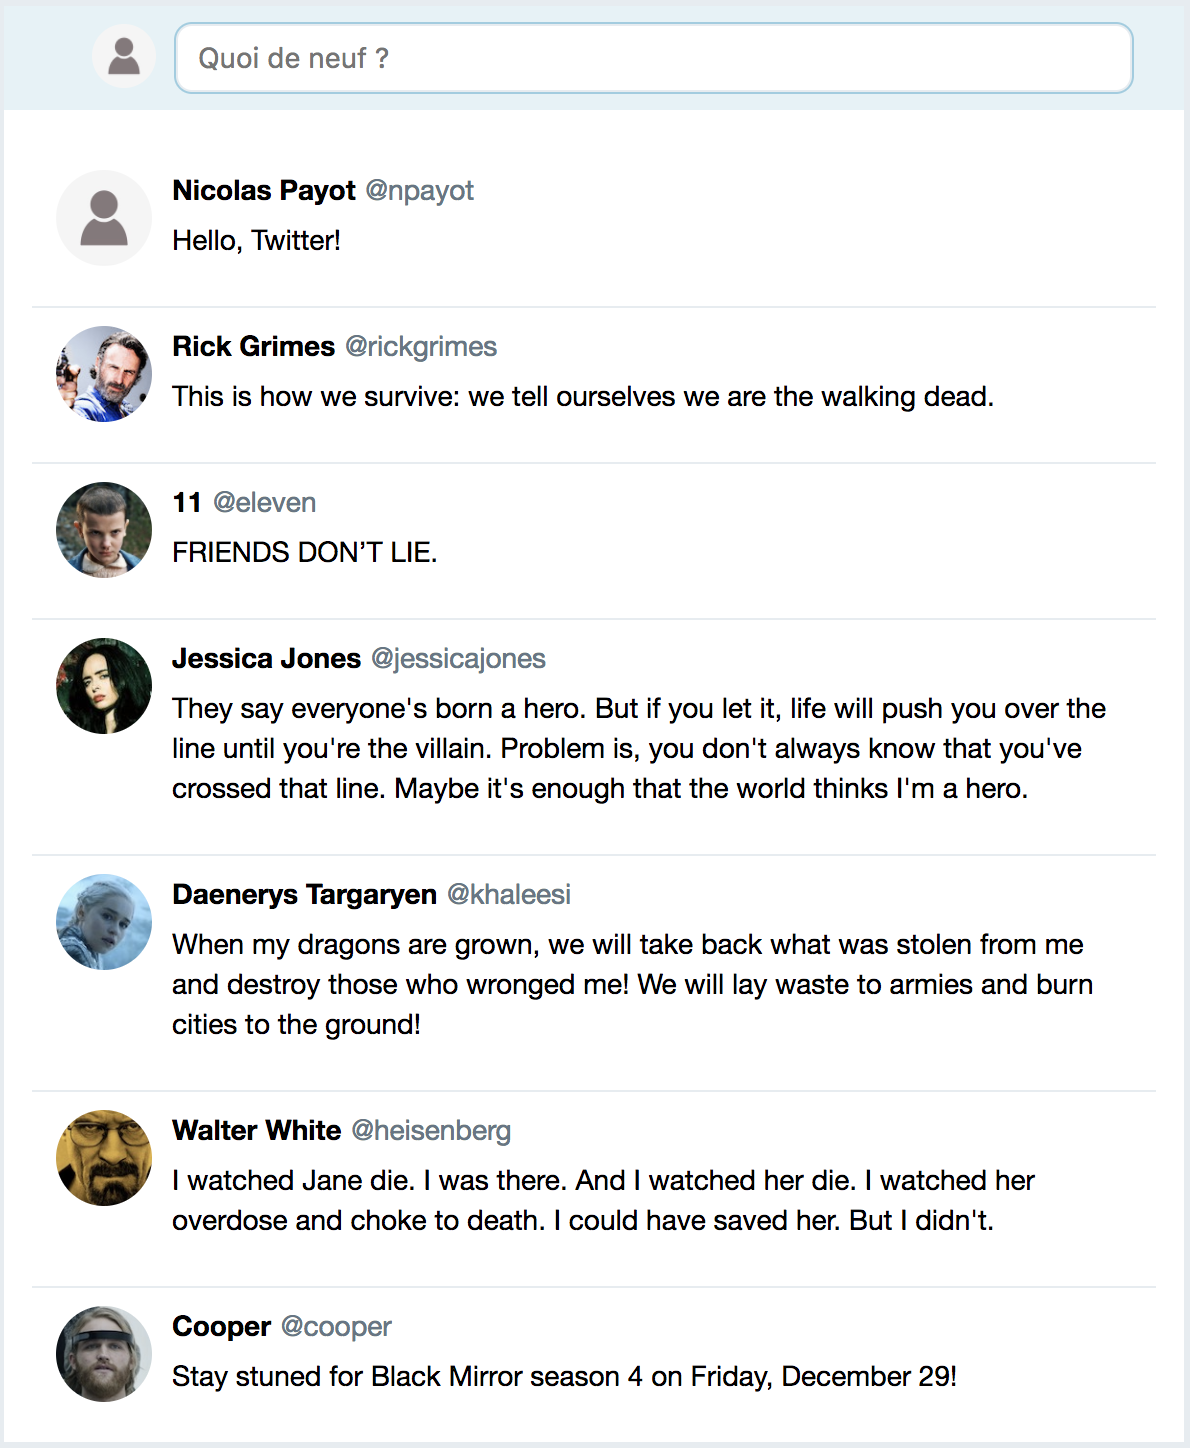 Quoi de neuf ?
Nicolas Payot @npayot
Hello, Twitter!
Rick Grimes @rickgrimes
This is how we survive: we tell ourselves we are the walking dead.
11 @eleven
FRIENDS DON’T LIE.
Jessica Jones @jessicajones
They say everyone's born a hero. But if you let it, life will push you over the
line until you're the villain. Problem is, you don't always know that you've
crossed that line. Maybe it's enough that the world thinks I'm a hero.
Daenerys Targaryen @khaleesi
When my dragons are grown, we will take back what was stolen from me
and destroy those who wronged me! We will lay waste to armies and burn
cities to the ground!
Walter White @heisenberg
I watched Jane die. I was there. And I watched her die. I watched her
overdose and choke to death. I could have saved her. But I didn't.
Cooper @cooper
Stay stuned for Black Mirror season 4 on Friday, December 29!